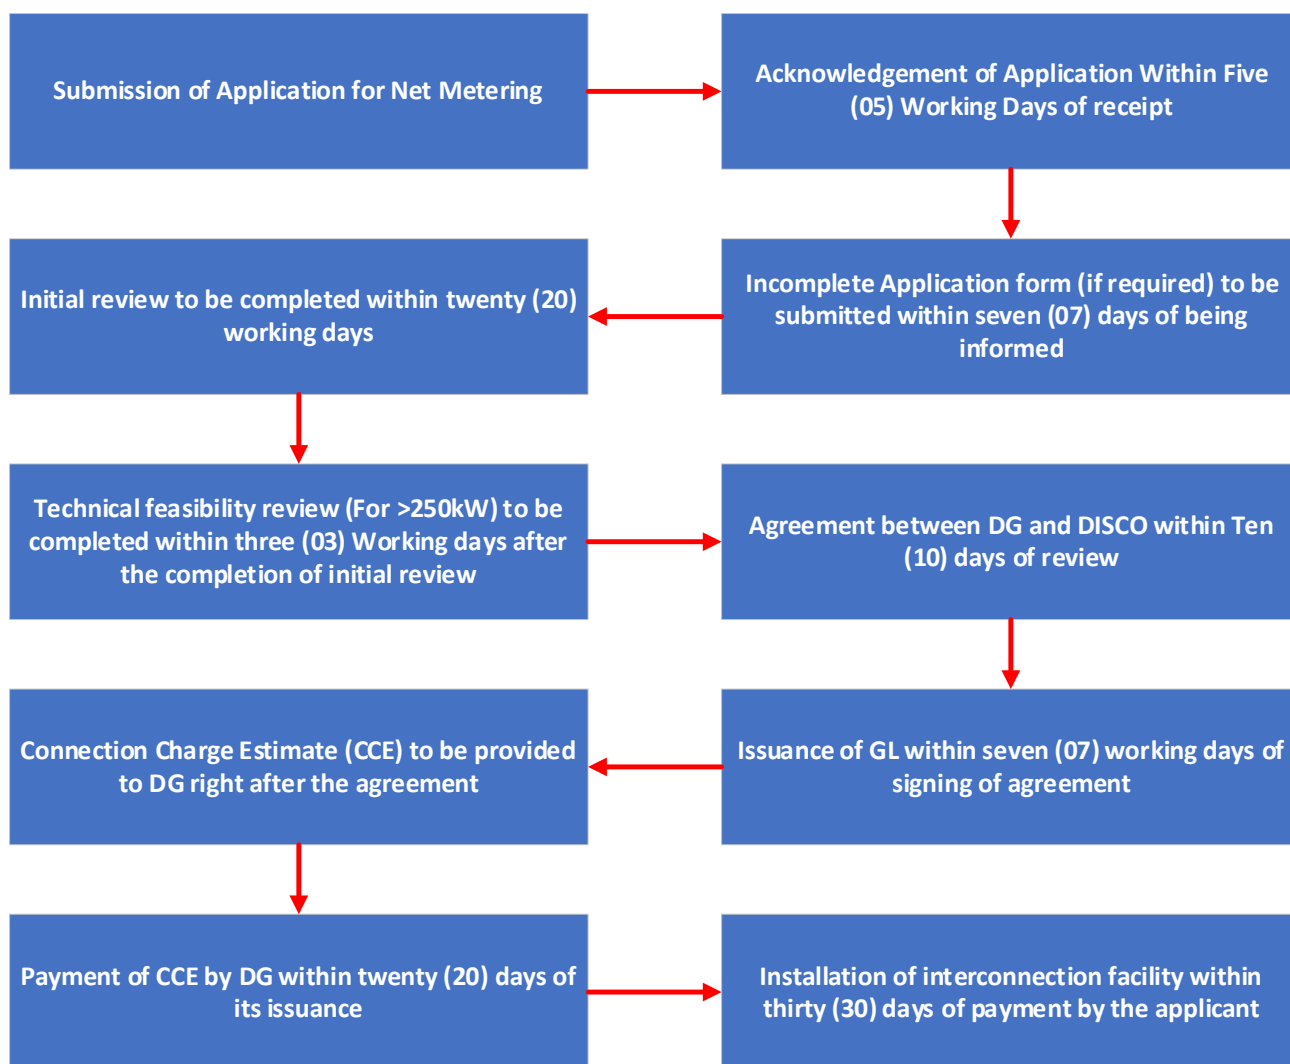 Submission of Application for Net Metering
Acknowledgement of Application Within Five
(05) Working Days of receipt
Incomplete Application form (if required) to be
submitted within seven (07) days of being
informed
Initial review to be completed within twenty (20)
working days
Technical feasibility review (For >250kW) to be
completed within three (03) Working days after
the completion of initial review
Agreement between DG and DISCO within Ten
(10) days of review
Issuance of GL within seven (07) working days of
signing of agreement
Connection Charge Estimate (CCE) to be provided
to DG right after the agreement
Payment of CCE by DG within twenty (20) days of
its issuance
Installation of interconnection facility within
thirty (30) days of payment by the applicant